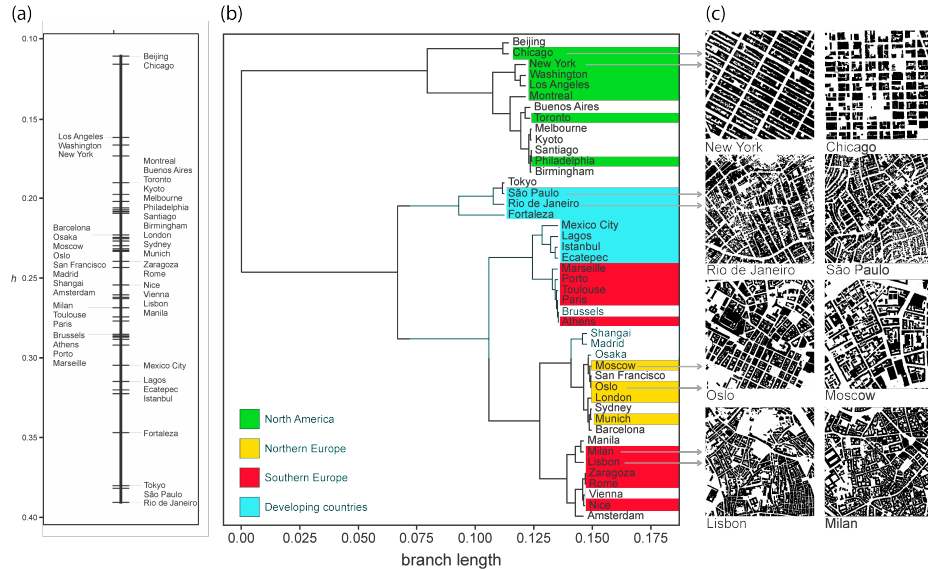 (a)
(b)
(c)
0.10
0.15
0.20
0.25
0.30
0.35
0.40
h
Beijing
Chicago
Los Angeles
Washington
New York
Montreal
Buenos Aires
Toronto
Kyoto
Melbourne
Philadelphia
Santiago
Birmingham
Barcelona
Osaka
Moscow
Oslo
San Francisco
Madrid
Shangai
Amsterdam
London
Sydney
Munich
Zaragoza
Rome
Nice
Vienna
Lisbon
Manila
Milan
Toulouse
Paris
Brussels
Athens
Porto
Marseille
Mexico City
Lagos
Ecatepec
Istanbul
Fortaleza
Tokyo
São Paulo
Rio de Janeiro
Beijing
Chicago
New York
Washington
Los Angeles
Montreal
Buenos Aires
Toronto
Melbourne
Kyoto
Santiago
Philadelphia
Birmingham
Tokyo
São Paulo
Rio de Janeiro
Fortaleza
Mexico City
Lagos
Istanbul
Ecatepec
Marseille
Porto
Toulouse
Paris
Brussels
Athens
Shangai
Madrid
Osaka
Moscow
San Francisco
Oslo
London
Sydney
Munich
Barcelona
Manila
Milan
Lisbon
Zaragoza
Rome
Vienna
Nice
Amsterdam
North America
Northern Europe
Southern Europe
Developing countries
0.00
0.025
0.050
0.075
0.100
0.125
0.150
0.175
branch length
New York
Chicago
Rio de Janeiro
São Paulo
Oslo
Moscow
Lisbon
Milan